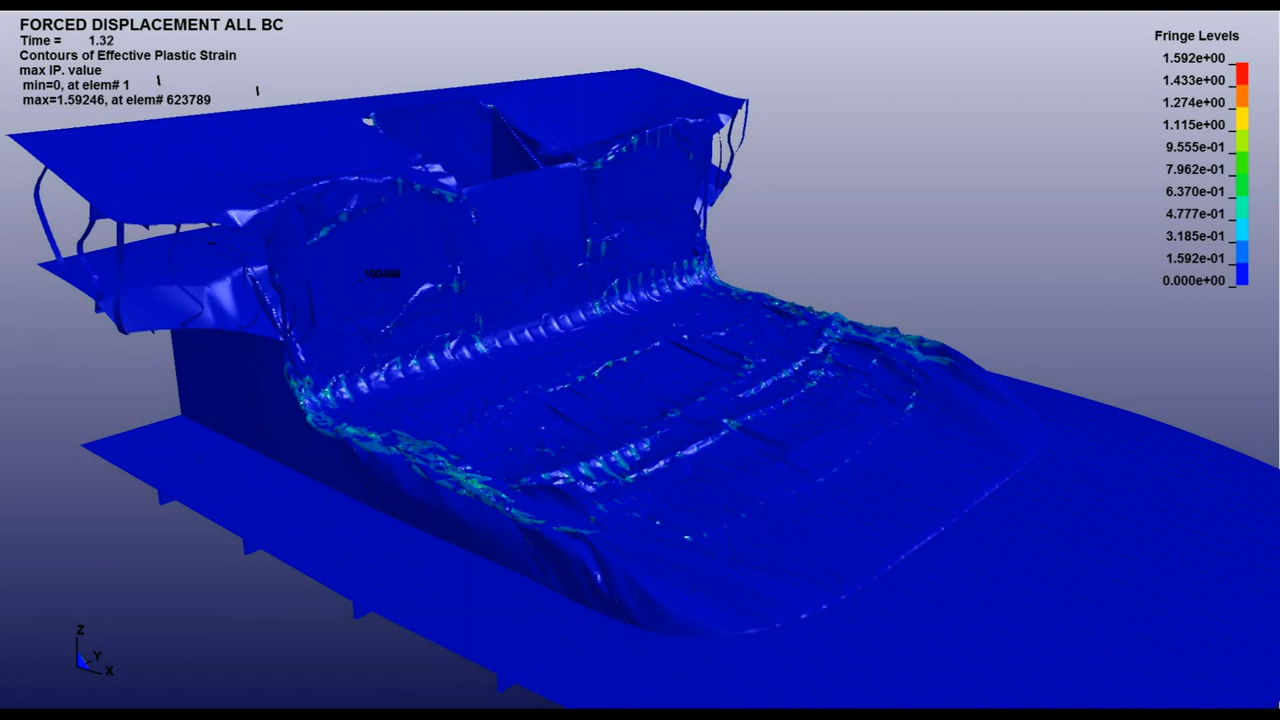 FORCED DISPLACEMENT ALL BC
Time = 1.32
Contours of Effective Plastic Strain
max IP. value
min=0, at elem# 1
max=1.59246, at elem# 623789
Fringe Levels
1.592e+00
1.433e+00
1.274e+00
1.115e+00
9.555e-01
7.962e-01
6.370e-01
4.777e-01
3.185e-01
1.592e-01
0.000e+00
100499
Z
Y
X